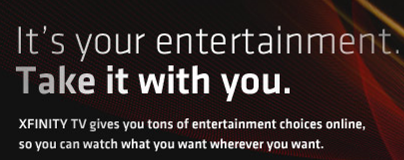 It's your entertainment.
Take it with you.
XFINITY TV gives you tons of entertainment choices online,
so you can watch what you want wherever you want.